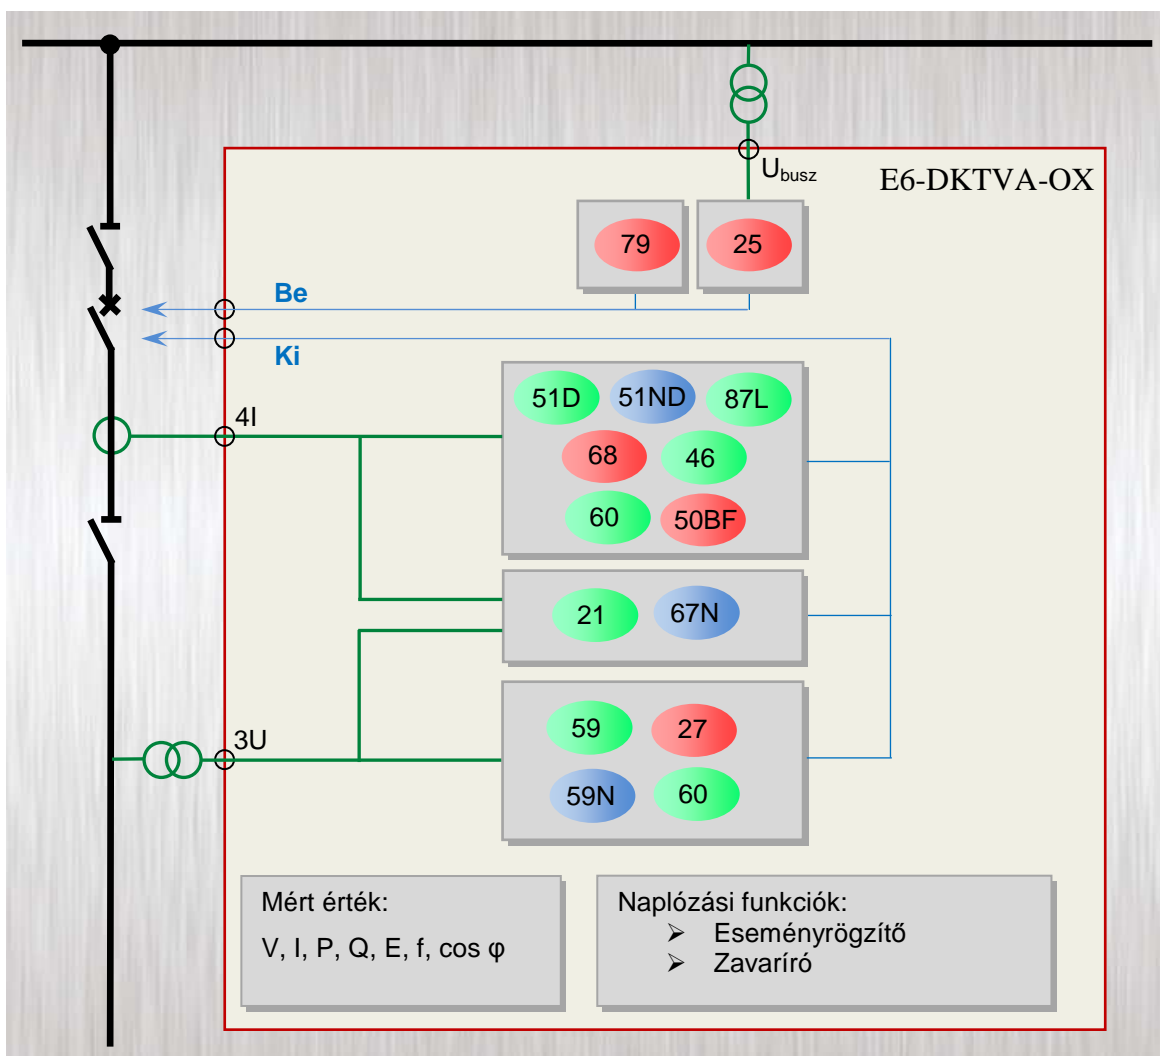 U_busz
E6-DKTVA-OX
79
25
Be
Ki
51D
51ND
87L
4I
68
46
60
50BF
21
67N
59
27
3U
59N
60
Mért érték:
V, I, P, Q, E, f, cos φ
Naplózási funkciók:
➢ Eseményrögzítő
➢ Zavaríró